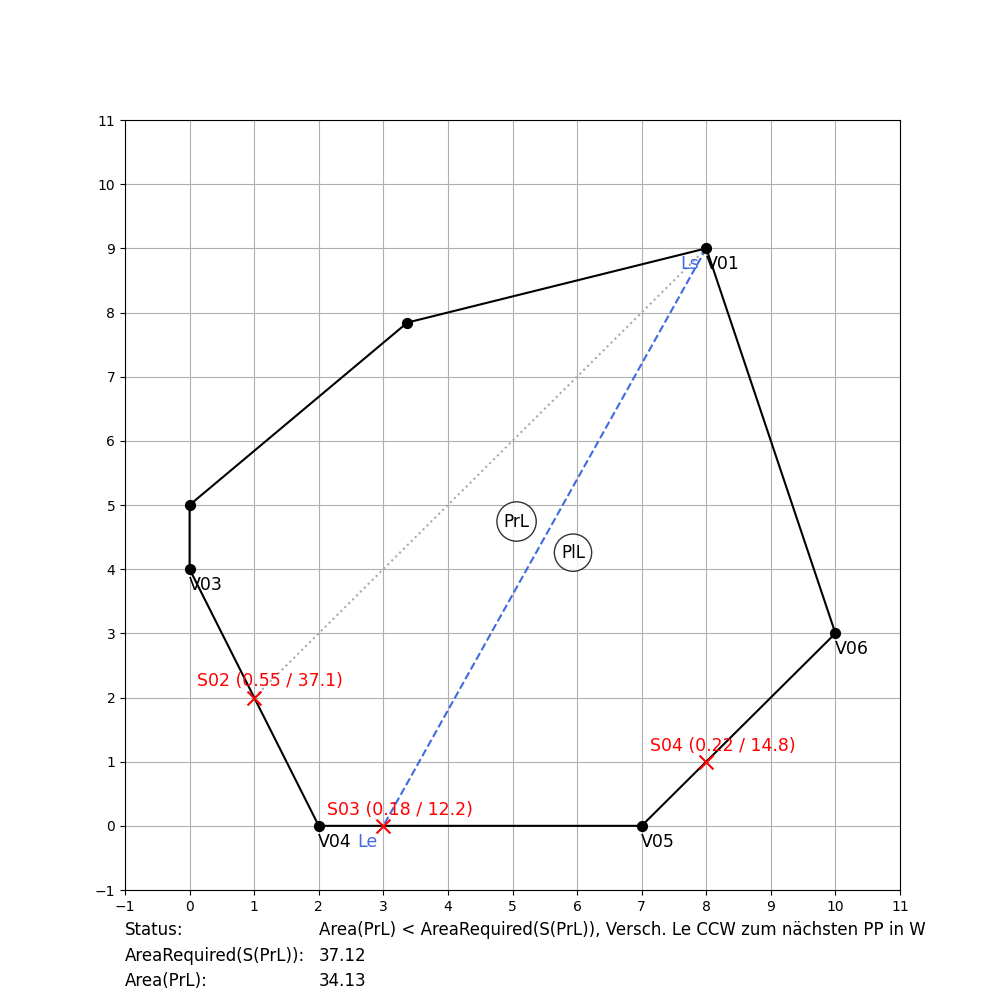 11
10
9
8
7
6
5
4
3
2
1
0
−1
Ls V01
PrL
PlL
V03
V06
S02 (0.55 / 37.1)
S04 (0.22 / 14.8)
S03 (0.18 / 12.2)
V04 Le V05
−1 0 1 2 3 4 5 6 7 8 9 10 11
Status: Area(PrL) < AreaRequired(S(PrL)), Versch. Le CCW zum nächsten PP in W
AreaRequired(S(PrL)): 37.12
Area(PrL): 34.13